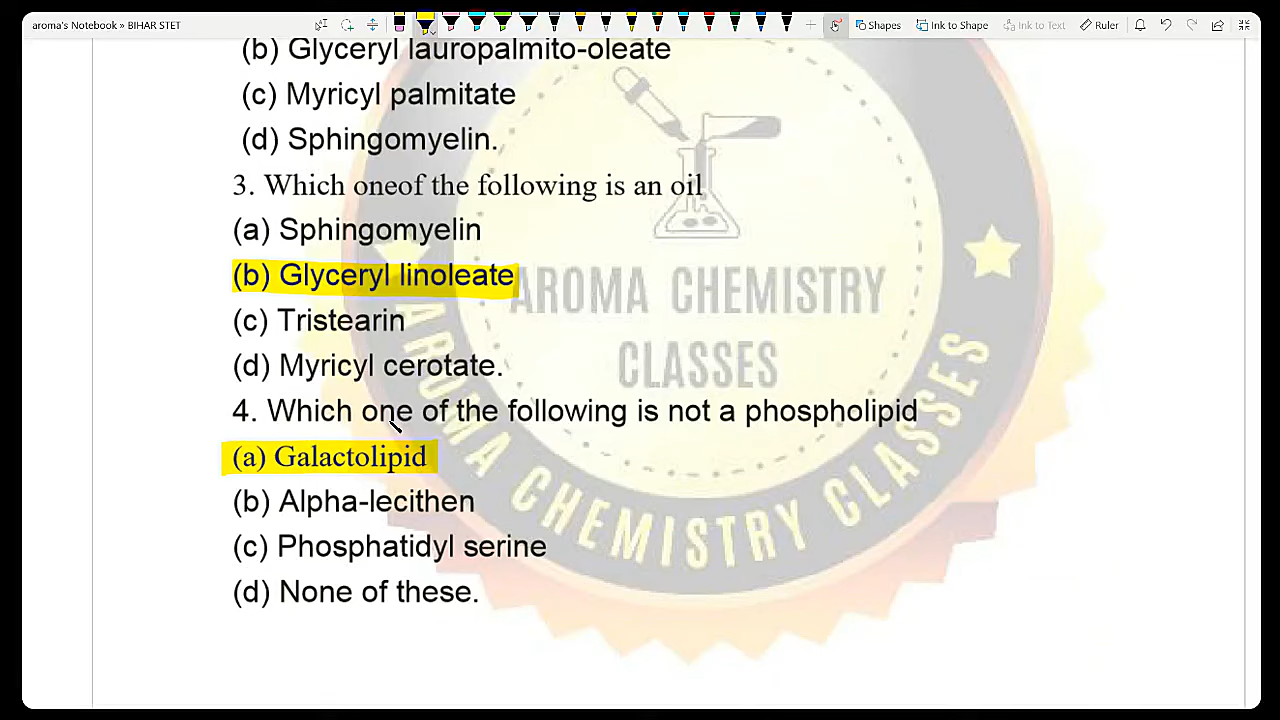 aroma's Notebook » BIHAR STET
Shapes
Ink to Shape
Ink to Text
Ruler
(b) Glyceryl lauropalmito-oleate
(c) Myricyl palmitate
(d) Sphingomyelin.
3. Which oneof the following is an oil
(a) Sphingomyelin
(b) Glyceryl linoleate
(c) Tristearin
(d) Myricyl cerotate.
4. Which one of the following is not a phospholipid
(a) Galactolipid
(b) Alpha-lecithen
(c) Phosphatidyl serine
(d) None of these.
AROMA CHEMISTRY
CLASSES
AROMA CHEMISTRY CLASSES